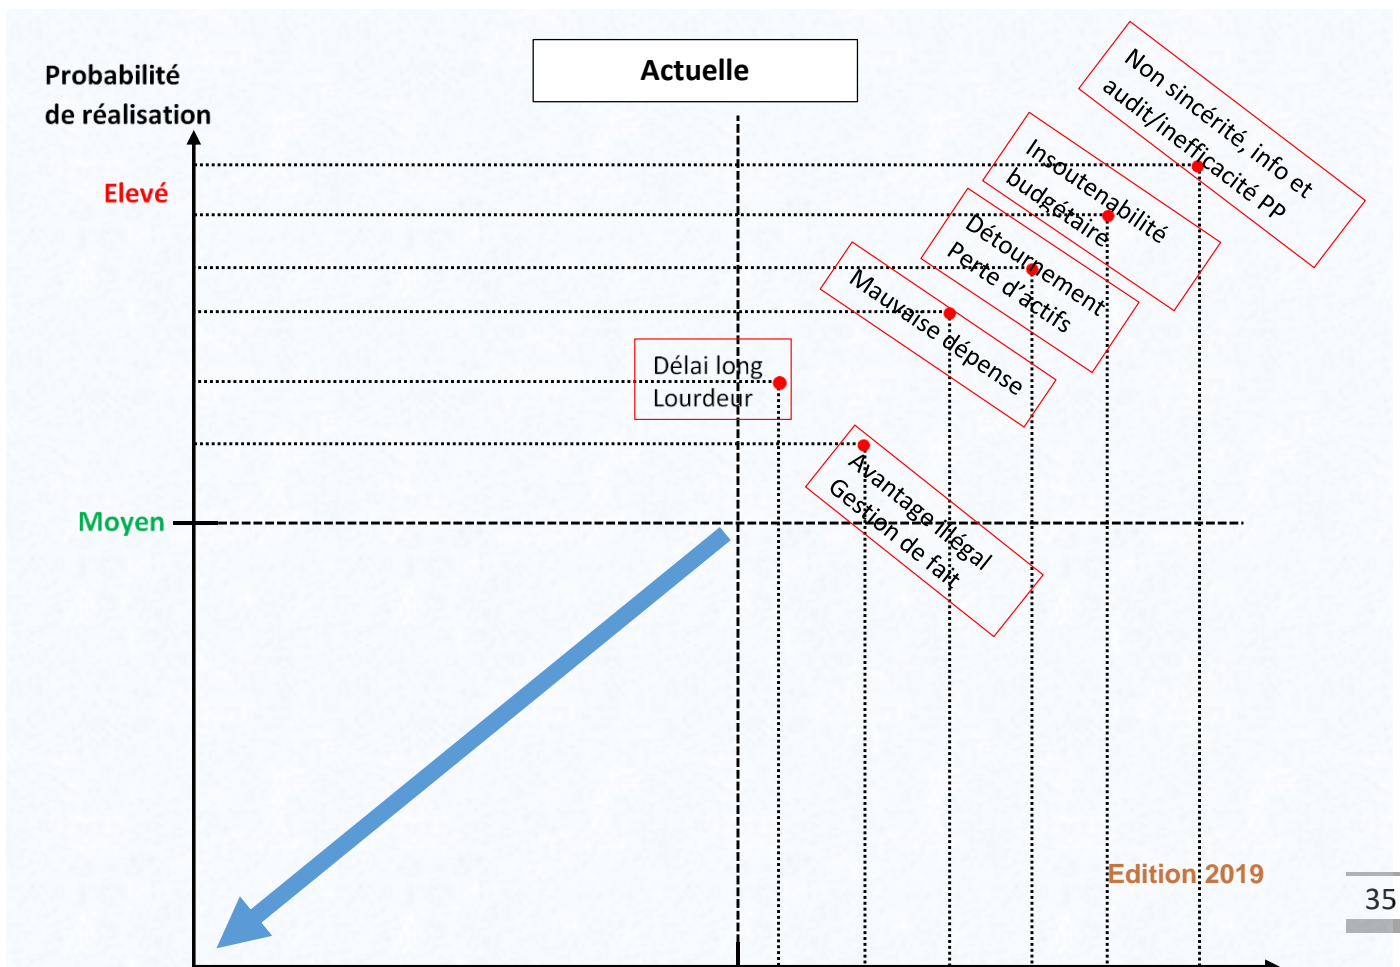 Actuelle
Probabilité
de réalisation
Elevé
Non sincérité, info et
audit/inefficacité PP
Insoutenabilité
budgétaire
Détournement
Perte d'actifs
Mauvaise dépense
Délai long
Lourdeur
Avantage illégal
Gestion de fait
Moyen
Edition 2019
35